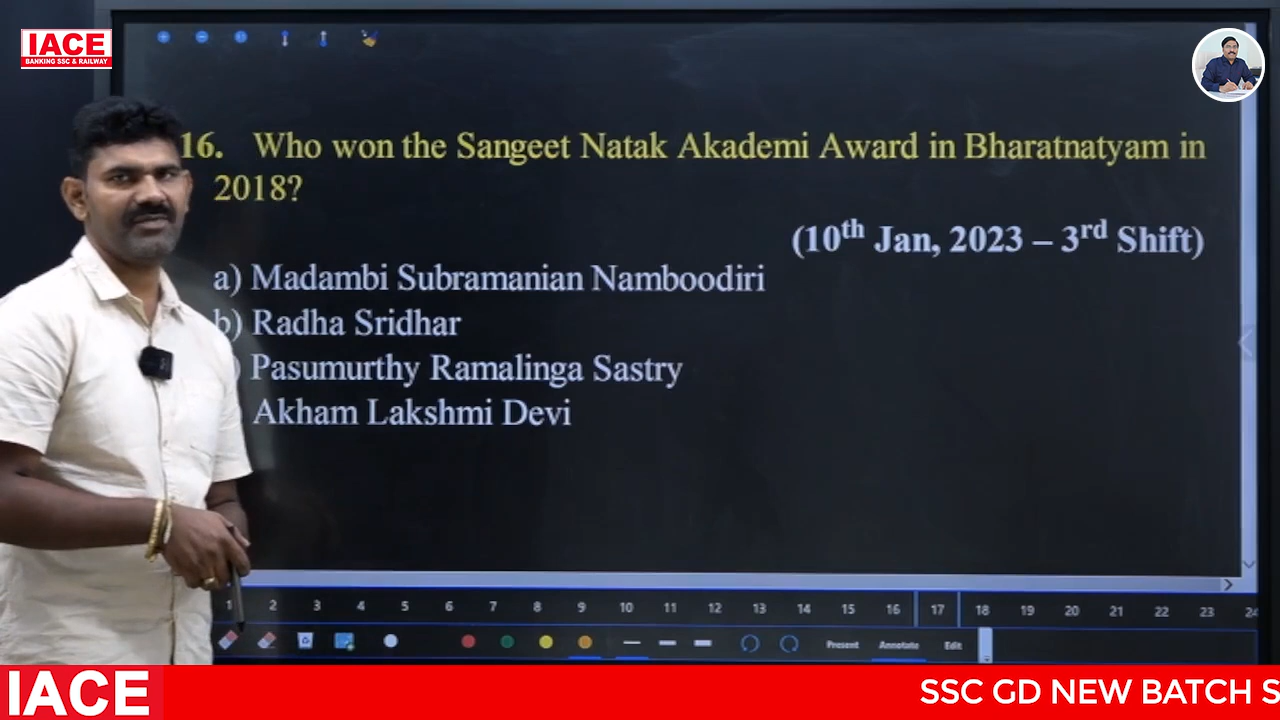 IACE
BANKING SSC & RAILWAY
16. Who won the Sangeet Natak Akademi Award in Bharatnatyam in
2018?
(10th Jan, 2023 – 3rd Shift)
a) Madambi Subramanian Namboodiri
b) Radha Sridhar
) Pasumurthy Ramalinga Sastry
Akham Lakshmi Devi
1 2 3 4 5 6 7 8 9 10 11 12 13 14 15 16 17 18 19 20 21 22 23 24
Present Annotate Edit
IACE
SSC GD NEW BATCH S